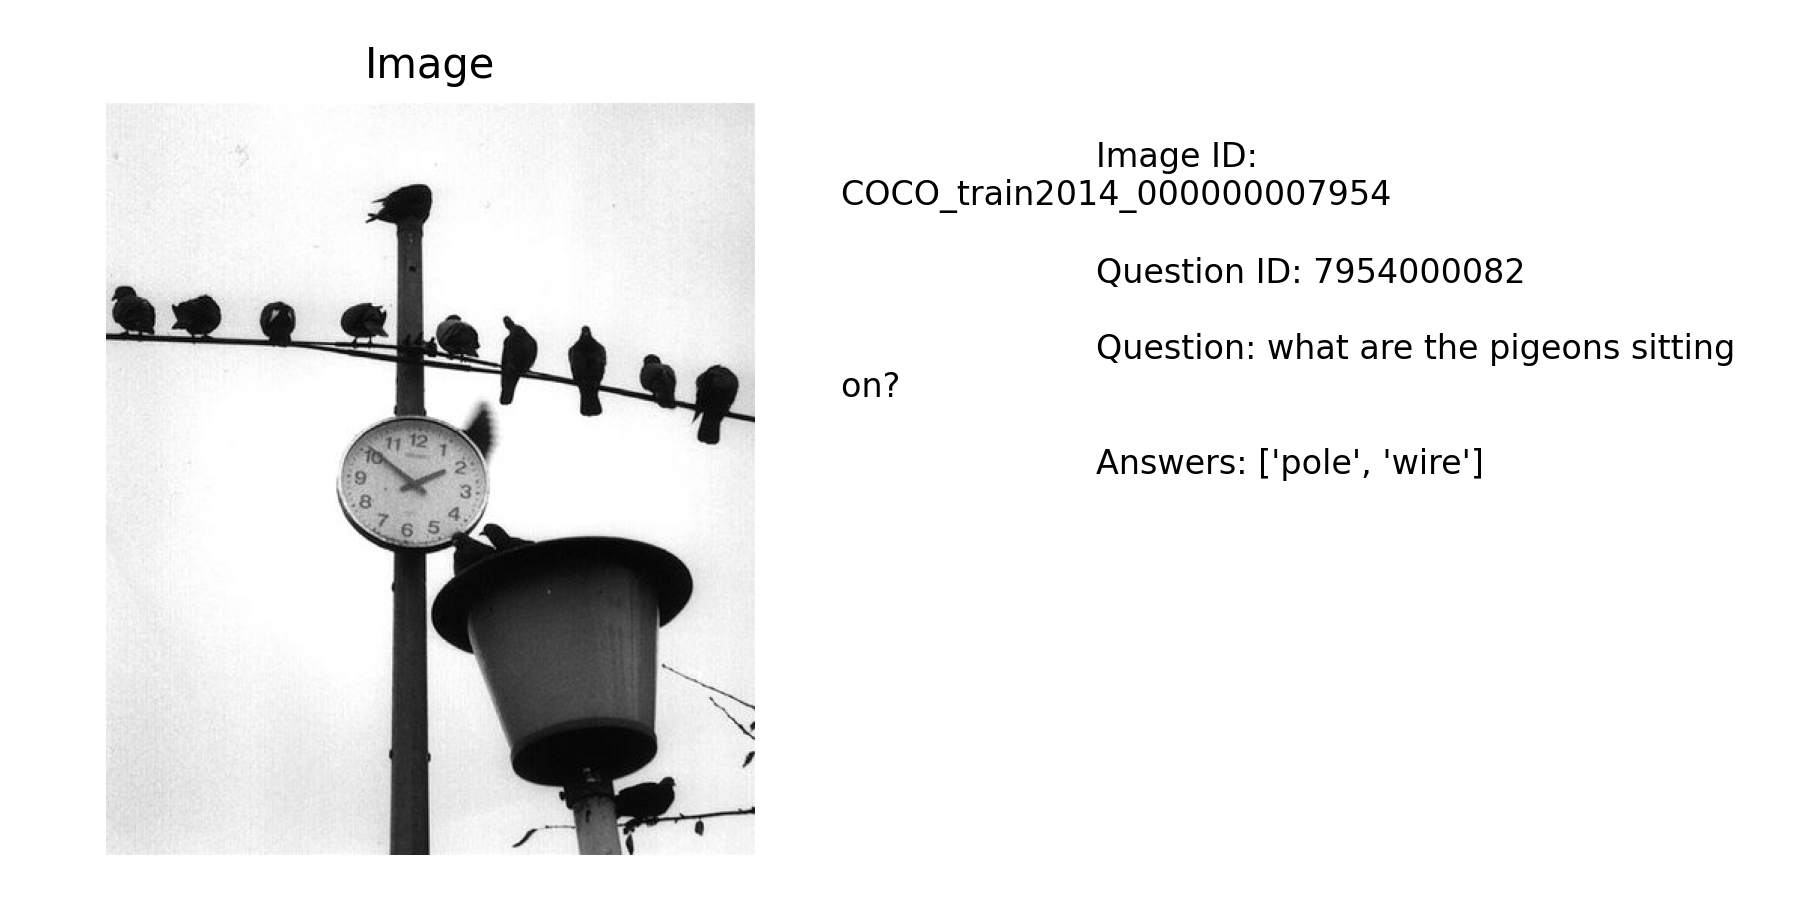 Image
11 12 1
10 2
9 3
8 4
7 6 5
Image ID:
COCO_train2014_000000007954
Question ID: 7954000082
Question: what are the pigeons sitting
on?
Answers: ['pole', 'wire']